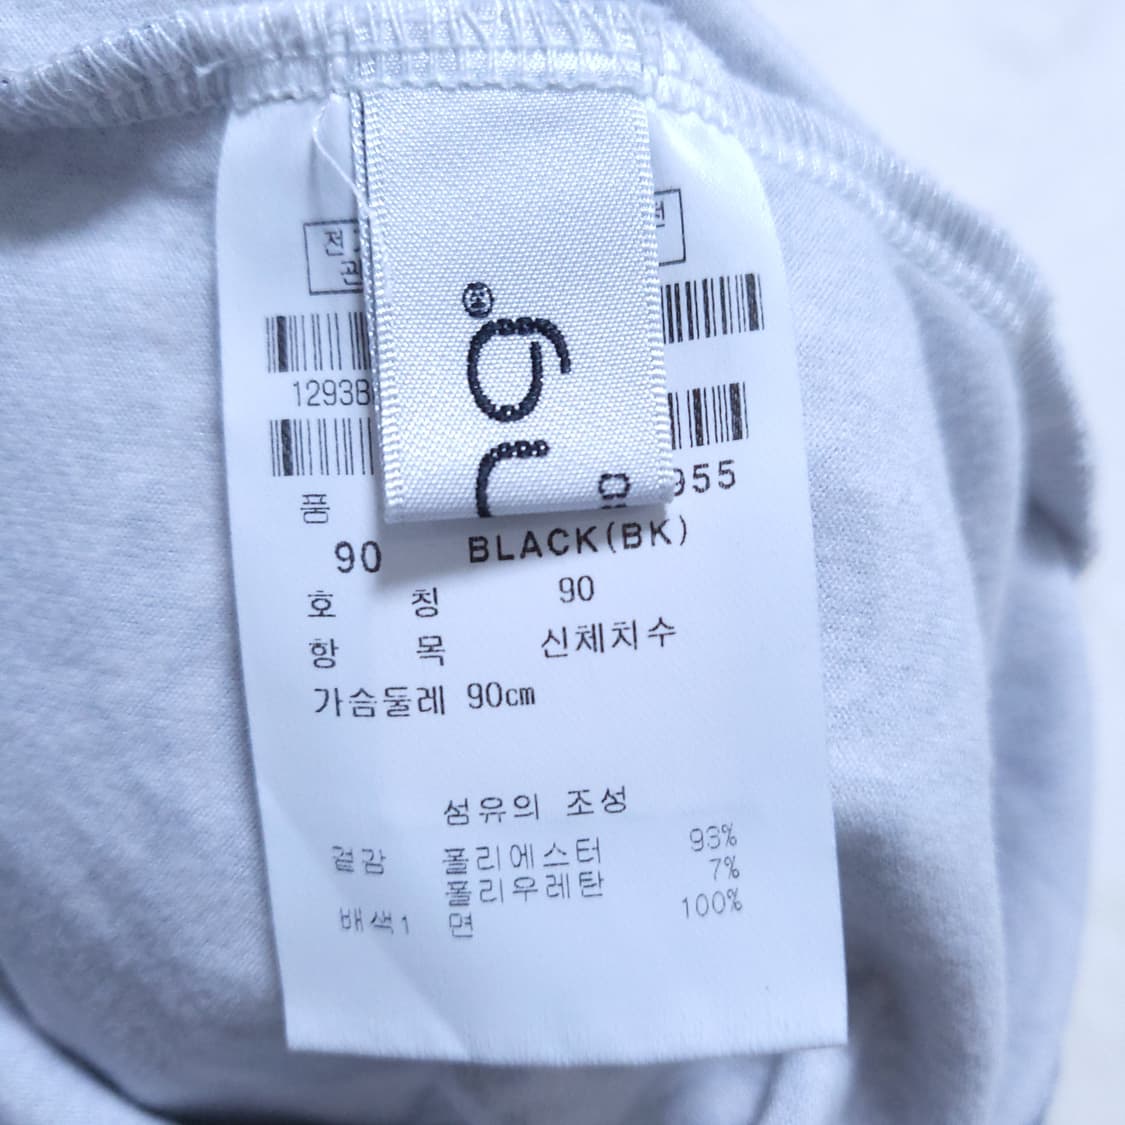 전
관
1293
품
955
90 BLACK(BK)
호 칭 90
항 목 신체치수
가슴둘레 90cm
섬유의 조성
겉감 폴리에스터 93%
폴리우레탄 7%
배색1 면 100%